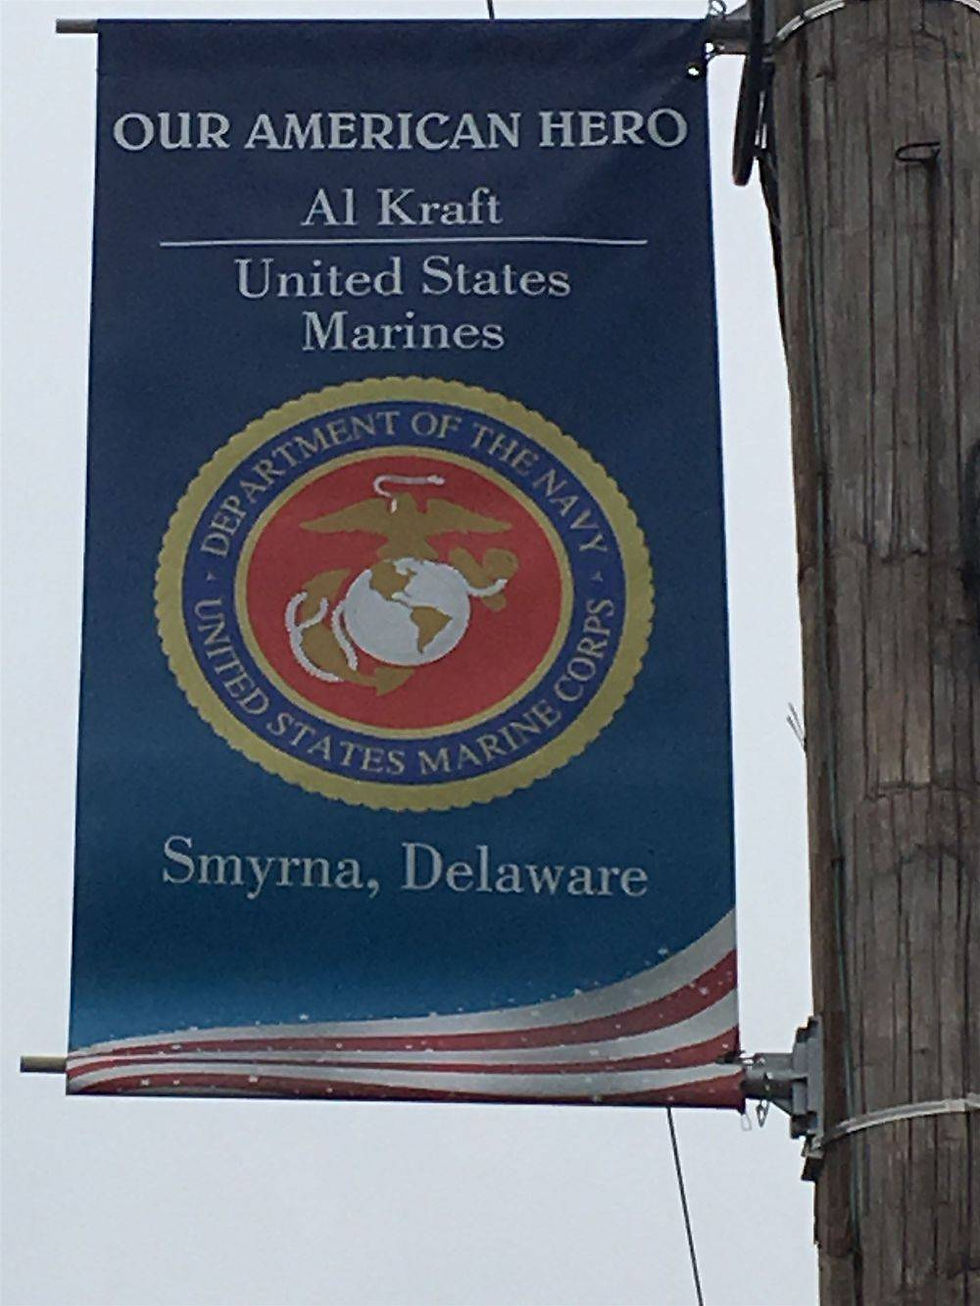 OUR AMERICAN HERO
Al Kraft
United States
Marines
DEPARTMENT OF THE NAVY
UNITED STATES MARINE CORPS
Smyrna, Delaware